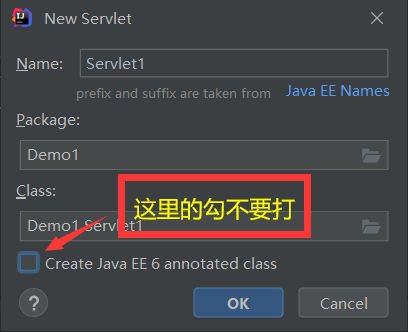 New Servlet
Name: Servlet1
prefix and suffix are taken from Java EE Names
Package:
Demo1
Class:
Demo1.Servlet1
这里的勾不要打
Create Java EE 6 annotated class
? OK Cancel